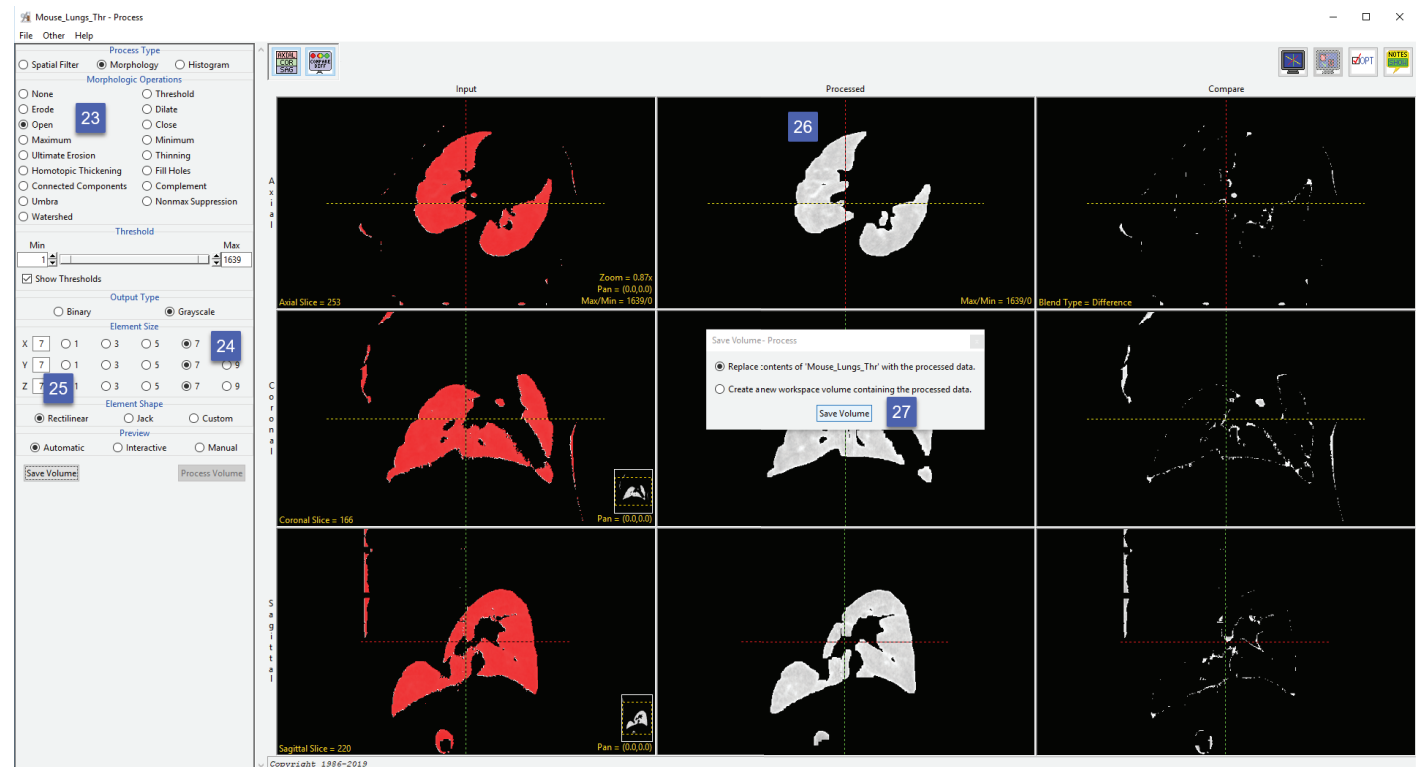 Mouse_Lungs_Thr - Process
File Other Help
Process Type
Spatial Filter Morphology Histogram
Morphologic Operations
None Threshold
Erode Dilate
23
Open Close
Maximum Minimum
Ultimate Erosion Thinning
Homotopic Thickening Fill Holes
Connected Components Complement
Umbra Nonmax Suppression
Watershed
Threshold
Min Max
1 1639
Show Thresholds
Output Type
Binary Grayscale
Element Size
X 7 1 3 5 7
24
Y 7 1 3 5 7 9
Z 7 1 3 5 7 9
25
Element Shape
Rectilinear Jack Custom
Preview
Automatic Interactive Manual
Save Volume Process Volume
AXIAL
COR
SAG
COMPARE
DIFF
OPT
NOTES
SHOW
Input Processed Compare
Axial
26
Zoom = 0.87x
Pan = (0.0,0.0)
Axial Slice = 253 Max/Min = 1639/0
Max/Min = 1639/0
Blend Type = Difference
Coronal
Coronal Slice = 166 Pan = (0.0,0.0)
Save Volume - Process
Replace contents of 'Mouse_Lungs_Thr' with the processed data.
Create a new workspace volume containing the processed data.
Save Volume
27
Sagittal
Sagittal Slice = 220 Pan = (0.0,0.0)
Copyright 1986-2019